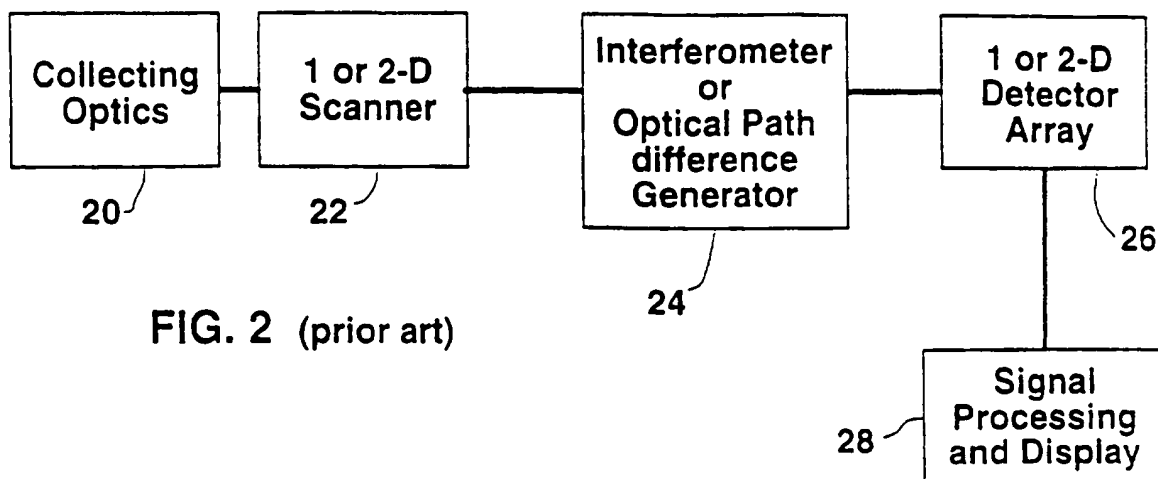 Collecting
Optics
20
1 or 2-D
Scanner
22
Interferometer
or
Optical Path
difference
Generator
24
1 or 2-D
Detector
Array
26
Signal
Processing
and Display
28
FIG. 2 (prior art)